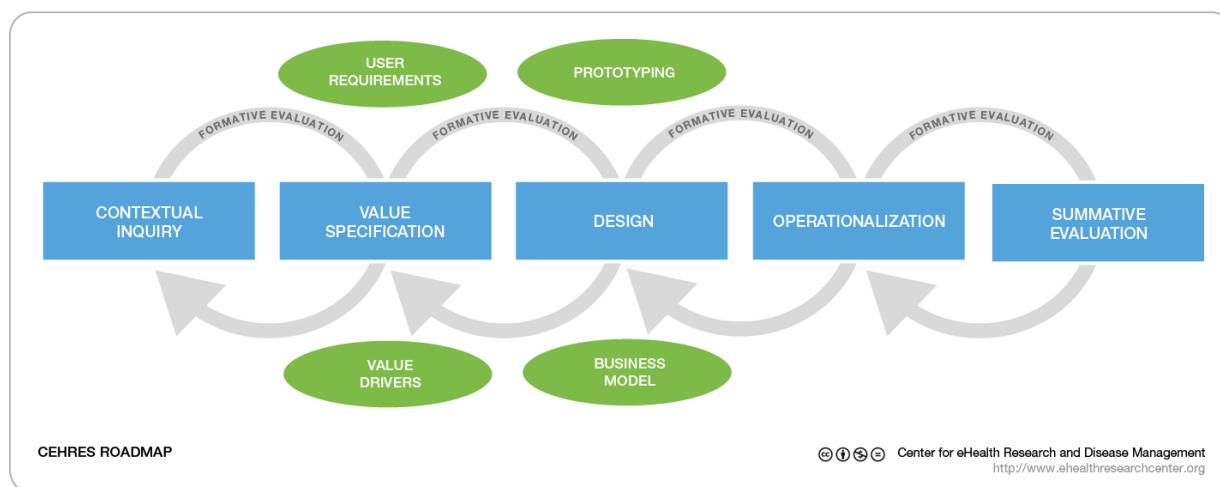 USER
REQUIREMENTS
PROTOTYPING
FORMATIVE EVALUATION
FORMATIVE EVALUATION
FORMATIVE EVALUATION
FORMATIVE EVALUATION
CONTEXTUAL
INQUIRY
VALUE
SPECIFICATION
DESIGN
OPERATIONALIZATION
SUMMATIVE
EVALUATION
VALUE
DRIVERS
BUSINESS
MODEL
CEHRES ROADMAP
cc Center for eHealth Research and Disease Management
http://www.ehealthresearchcenter.org